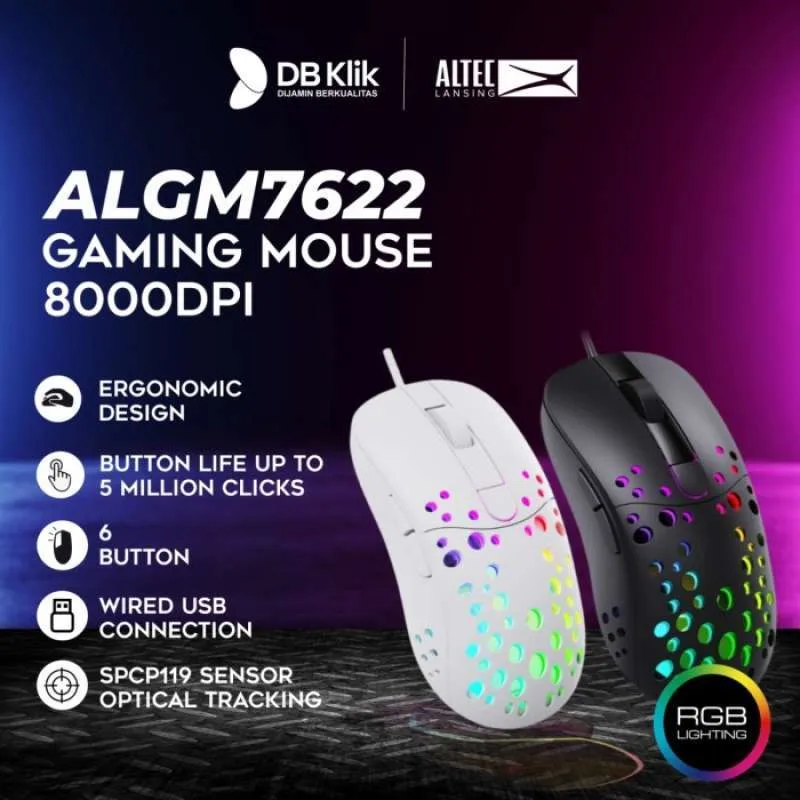 DB Klik
DIJAMIN BERKUALITAS
ALTEC
LANSING
ALGM7622
GAMING MOUSE
8000DPI
ERGONOMIC
DESIGN
BUTTON LIFE UP TO
5 MILLION CLICKS
6
BUTTON
WIRED USB
CONNECTION
SPCP119 SENSOR
OPTICAL TRACKING
RGB
LIGHTING